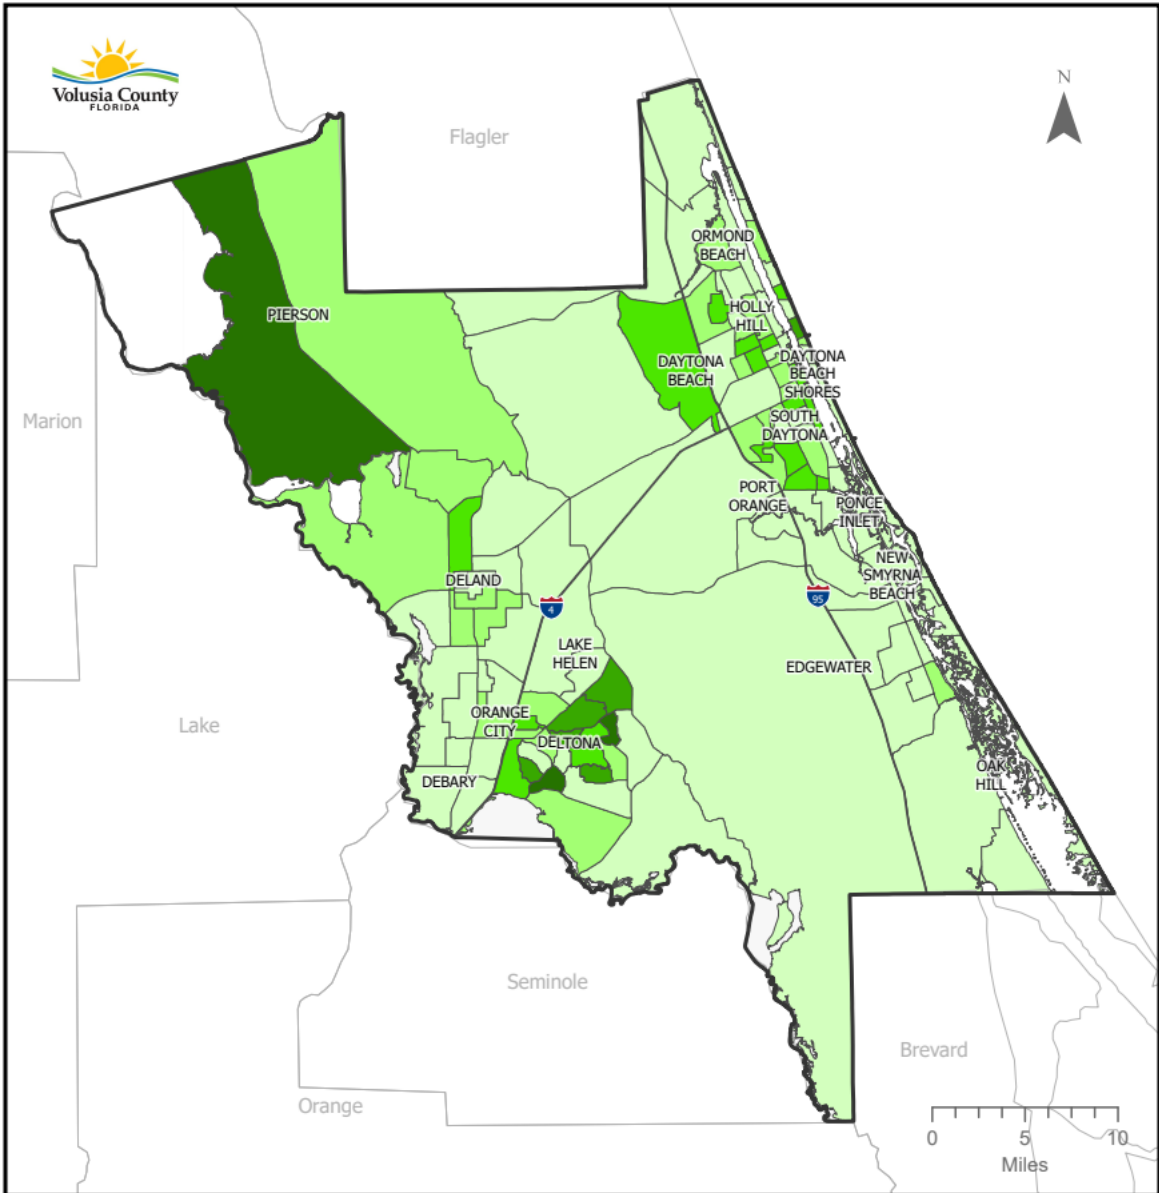 Volusia County
FLORIDA
N
Flagler
ORMOND
BEACH
PIERSON
HOLLY
HILL
DAYTONA
BEACH
DAYTONA
BEACH
SHORES
Marion
SOUTH
DAYTONA
PORT
ORANGE
PONCE
INLET
NEW
SMYRNA
BEACH
DELAND
4
95
LAKE
HELEN
EDGEWATER
Lake
ORANGE
CITY
DELTONA
DEBARY
OAK
HILL
Seminole
Brevard
Orange
0 5 10
Miles